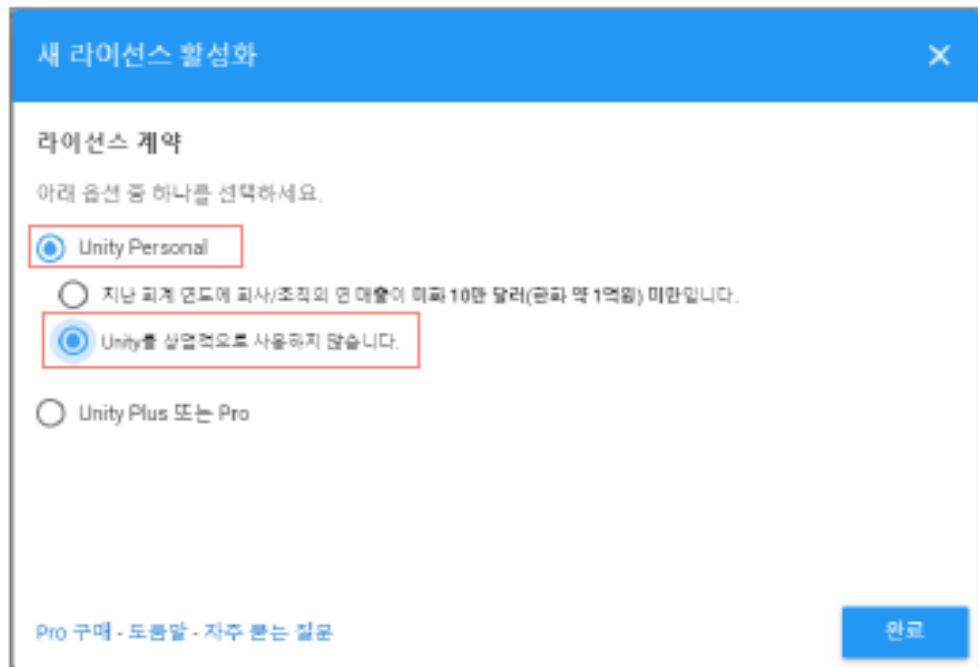 새 라이선스 활성화
라이선스 계약
아래 옵션 중 하나를 선택하세요.
Unity Personal
지난 회계 연도에 회사/조직의 연 매출이 미화 10만 달러(한화 약 1억원) 미만입니다.
Unity를 상업적으로 사용하지 않습니다.
Unity Plus 또는 Pro
Pro 구매 - 도움말 - 자주 묻는 질문
완료